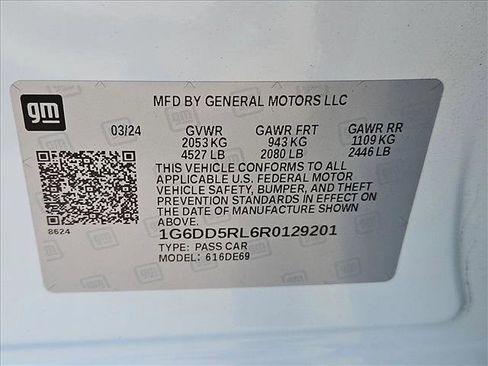 gm
MFD BY GENERAL MOTORS LLC
03/24 GVWR GAWR FRT GAWR RR
2053 KG 943 KG 1109 KG
4527 LB 2080 LB 2446 LB
THIS VEHICLE CONFORMS TO ALL
APPLICABLE U.S. FEDERAL MOTOR
VEHICLE SAFETY, BUMPER, AND THEFT
PREVENTION STANDARDS IN EFFECT ON
THE DATE OF MANUFACTURE SHOWN
ABOVE.
8624
1G6DD5RL6R0129201
TYPE: PASS CAR
MODEL: 616DE69